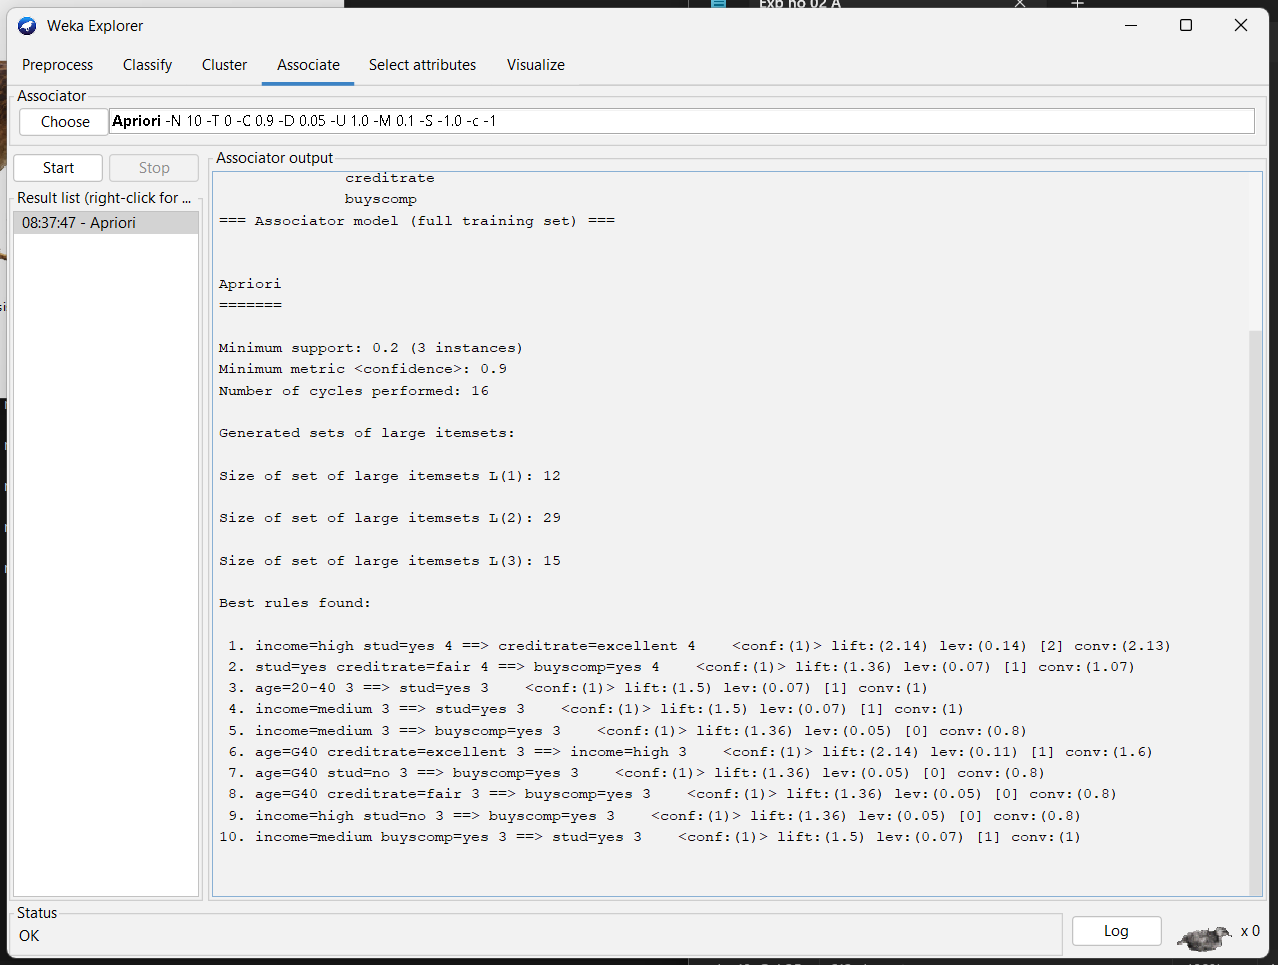 Exp no 02 A
Weka Explorer
Preprocess Classify Cluster Associate Select attributes Visualize
Associator
Choose Apriori -N 10 -T 0 -C 0.9 -D 0.05 -U 1.0 -M 0.1 -S -1.0 -c -1
Start Stop
Result list (right-click for ...
08:37:47 - Apriori
Associator output
creditrate
buyscomp
=== Associator model (full training set) ===
Apriori
=======
Minimum support: 0.2 (3 instances)
Minimum metric <confidence>: 0.9
Number of cycles performed: 16
Generated sets of large itemsets:
Size of set of large itemsets L(1): 12
Size of set of large itemsets L(2): 29
Size of set of large itemsets L(3): 15
Best rules found:
1. income=high stud=yes 4 ==> creditrate=excellent 4    <conf:(1)> lift:(2.14) lev:(0.14) [2] conv:(2.13)
2. stud=yes creditrate=fair 4 ==> buyscomp=yes 4    <conf:(1)> lift:(1.36) lev:(0.07) [1] conv:(1.07)
3. age=20-40 3 ==> stud=yes 3    <conf:(1)> lift:(1.5) lev:(0.07) [1] conv:(1)
4. income=medium 3 ==> stud=yes 3    <conf:(1)> lift:(1.5) lev:(0.07) [1] conv:(1)
5. income=medium 3 ==> buyscomp=yes 3    <conf:(1)> lift:(1.36) lev:(0.05) [0] conv:(0.8)
6. age=G40 creditrate=excellent 3 ==> income=high 3    <conf:(1)> lift:(2.14) lev:(0.11) [1] conv:(1.6)
7. age=G40 stud=no 3 ==> buyscomp=yes 3    <conf:(1)> lift:(1.36) lev:(0.05) [0] conv:(0.8)
8. age=G40 creditrate=fair 3 ==> buyscomp=yes 3    <conf:(1)> lift:(1.36) lev:(0.05) [0] conv:(0.8)
9. income=high stud=no 3 ==> buyscomp=yes 3    <conf:(1)> lift:(1.36) lev:(0.05) [0] conv:(0.8)
10. income=medium buyscomp=yes 3 ==> stud=yes 3    <conf:(1)> lift:(1.5) lev:(0.07) [1] conv:(1)
Status
OK
Log
x 0